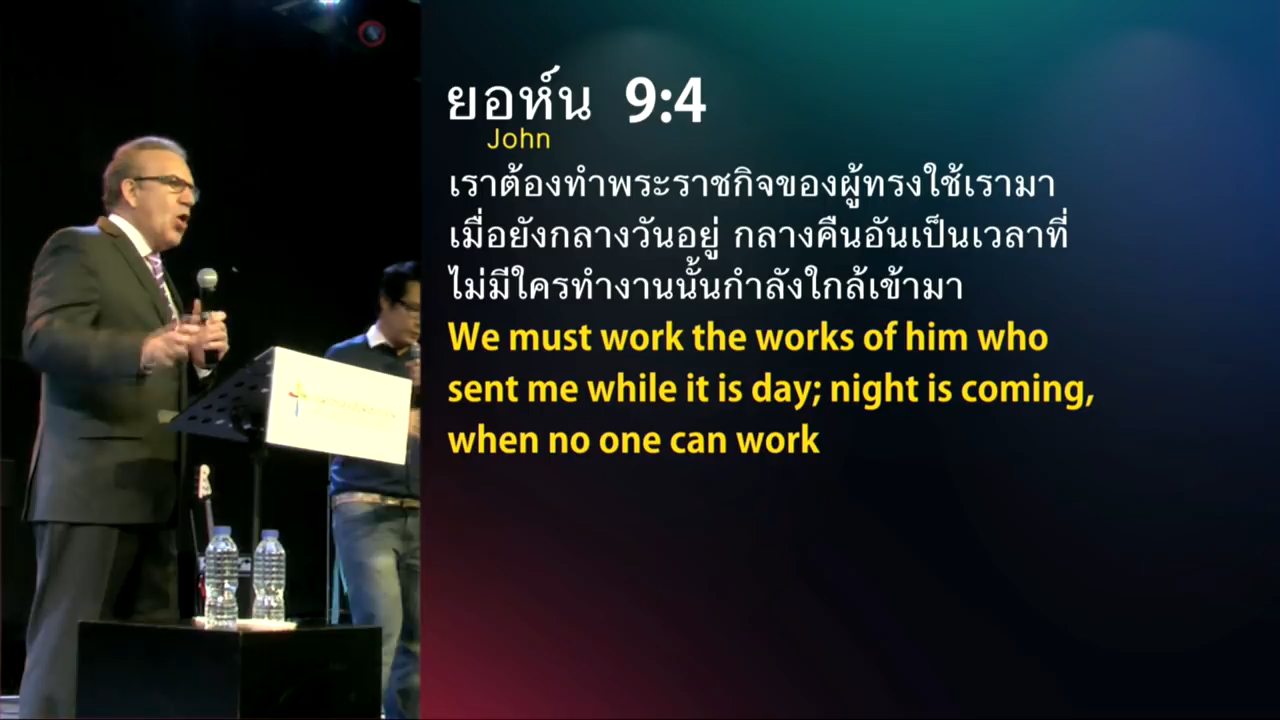 ยอห์น 9:4
John
เราต้องทำพระราชกิจของผู้ทรงใช้เรามา
เมื่อยังกลางวันอยู่ กลางคืนอันเป็นเวลาที่
ไม่มีใครทำงานนั้นกำลังใกล้เข้ามา
We must work the works of him who
sent me while it is day; night is coming,
when no one can work